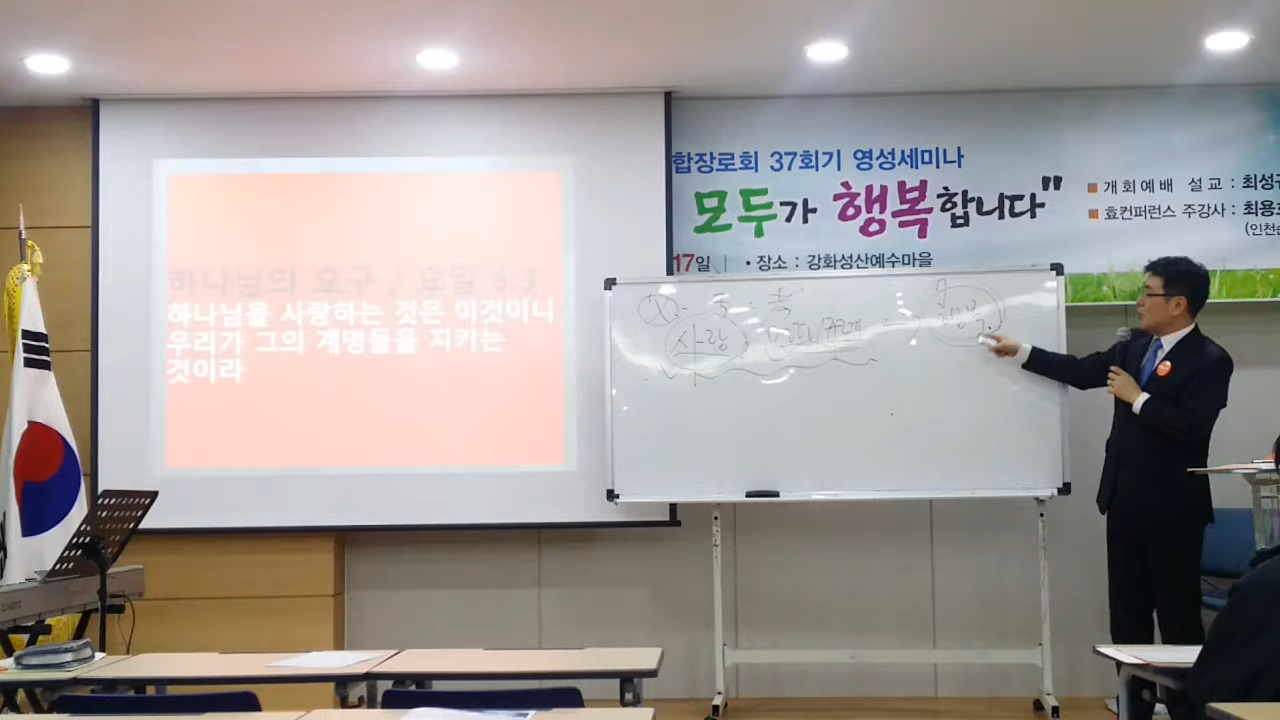 하나님의 요구 / 요일 5:3
하나님을 사랑하는 것은 이것이니
우리가 그의 계명들을 지키는
것이라
합장로회 37회기 영성세미나
모두가 행복합니다"
17일 • 장소 : 강화성산예수마을
■ 개회예배 설교 : 최성규
■ 효컨퍼런스 주강사 : 최용호
(인천순
사랑